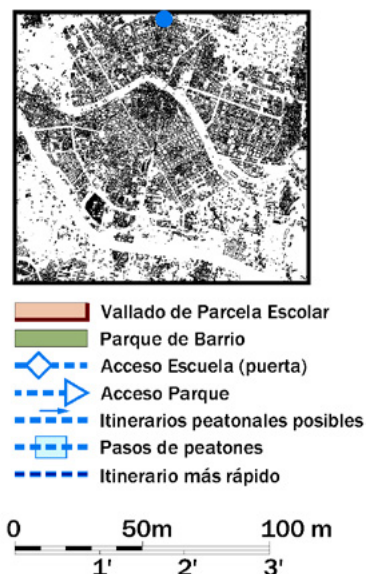 Vallado de Parcela Escolar
Parque de Barrio
Acceso Escuela (puerta)
Acceso Parque
Itinerarios peatonales posibles
Pasos de peatones
Itinerario más rápido
0 50m 100 m
1' 2' 3'